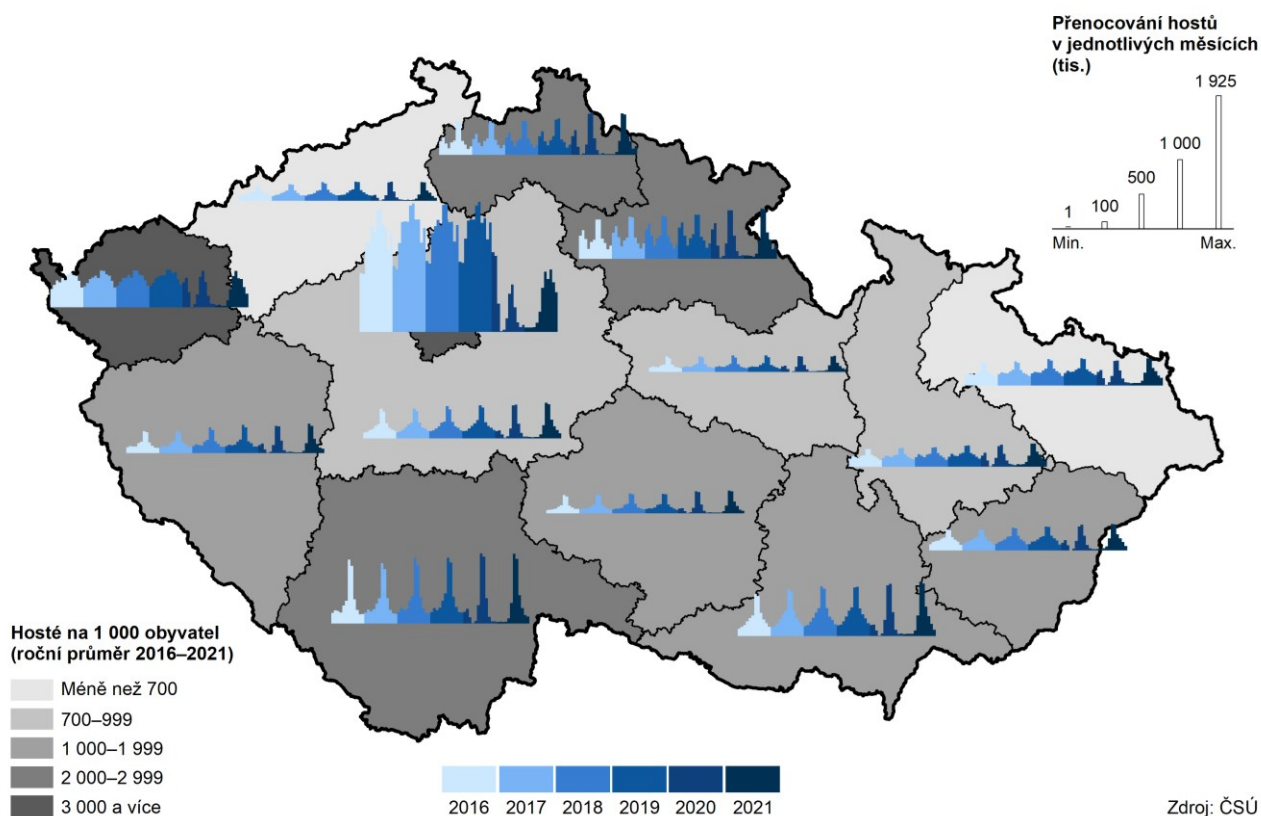 Přenocování hostů
v jednotlivých měsících
(tis.)
1 925
1 000
500
100
1
Min.
Max.
Hosté na 1 000 obyvatel
(roční průměr 2016–2021)
Méně než 700
700–999
1 000–1 999
2 000–2 999
3 000 a více
2016 2017 2018 2019 2020 2021
Zdroj: ČSÚ